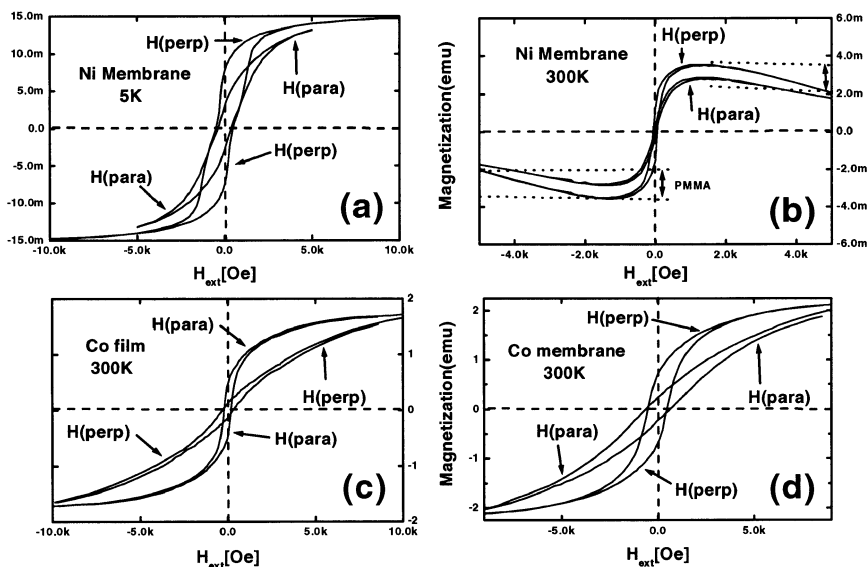 15.0m
10.0m
5.0m
0.0
-5.0m
-10.0m
-15.0m
-10.0k
-5.0k
0.0
5.0k
10.0k
H_ext[Oe]
Ni Membrane
5K
H(perp)
H(para)
H(para)
H(perp)
(a)
Magnetization(emu)
Ni Membrane
300K
H(perp)
H(para)
PMMA
(b)
6.0m
4.0m
2.0m
0.0
-2.0m
-4.0m
-6.0m
-4.0k
-2.0k
0.0
2.0k
4.0k
H_ext[Oe]
Co film
300K
H(para)
H(perp)
H(perp)
H(para)
(c)
2
1
0
-1
-2
-10.0k
-5.0k
0.0
5.0k
10.0k
H_ext[Oe]
Magnetization(emu)
2
1
0
-1
-2
H(perp)
Co membrane
300K
H(para)
H(para)
H(perp)
(d)
-5.0k
0.0
5.0k
H_ext[Oe]